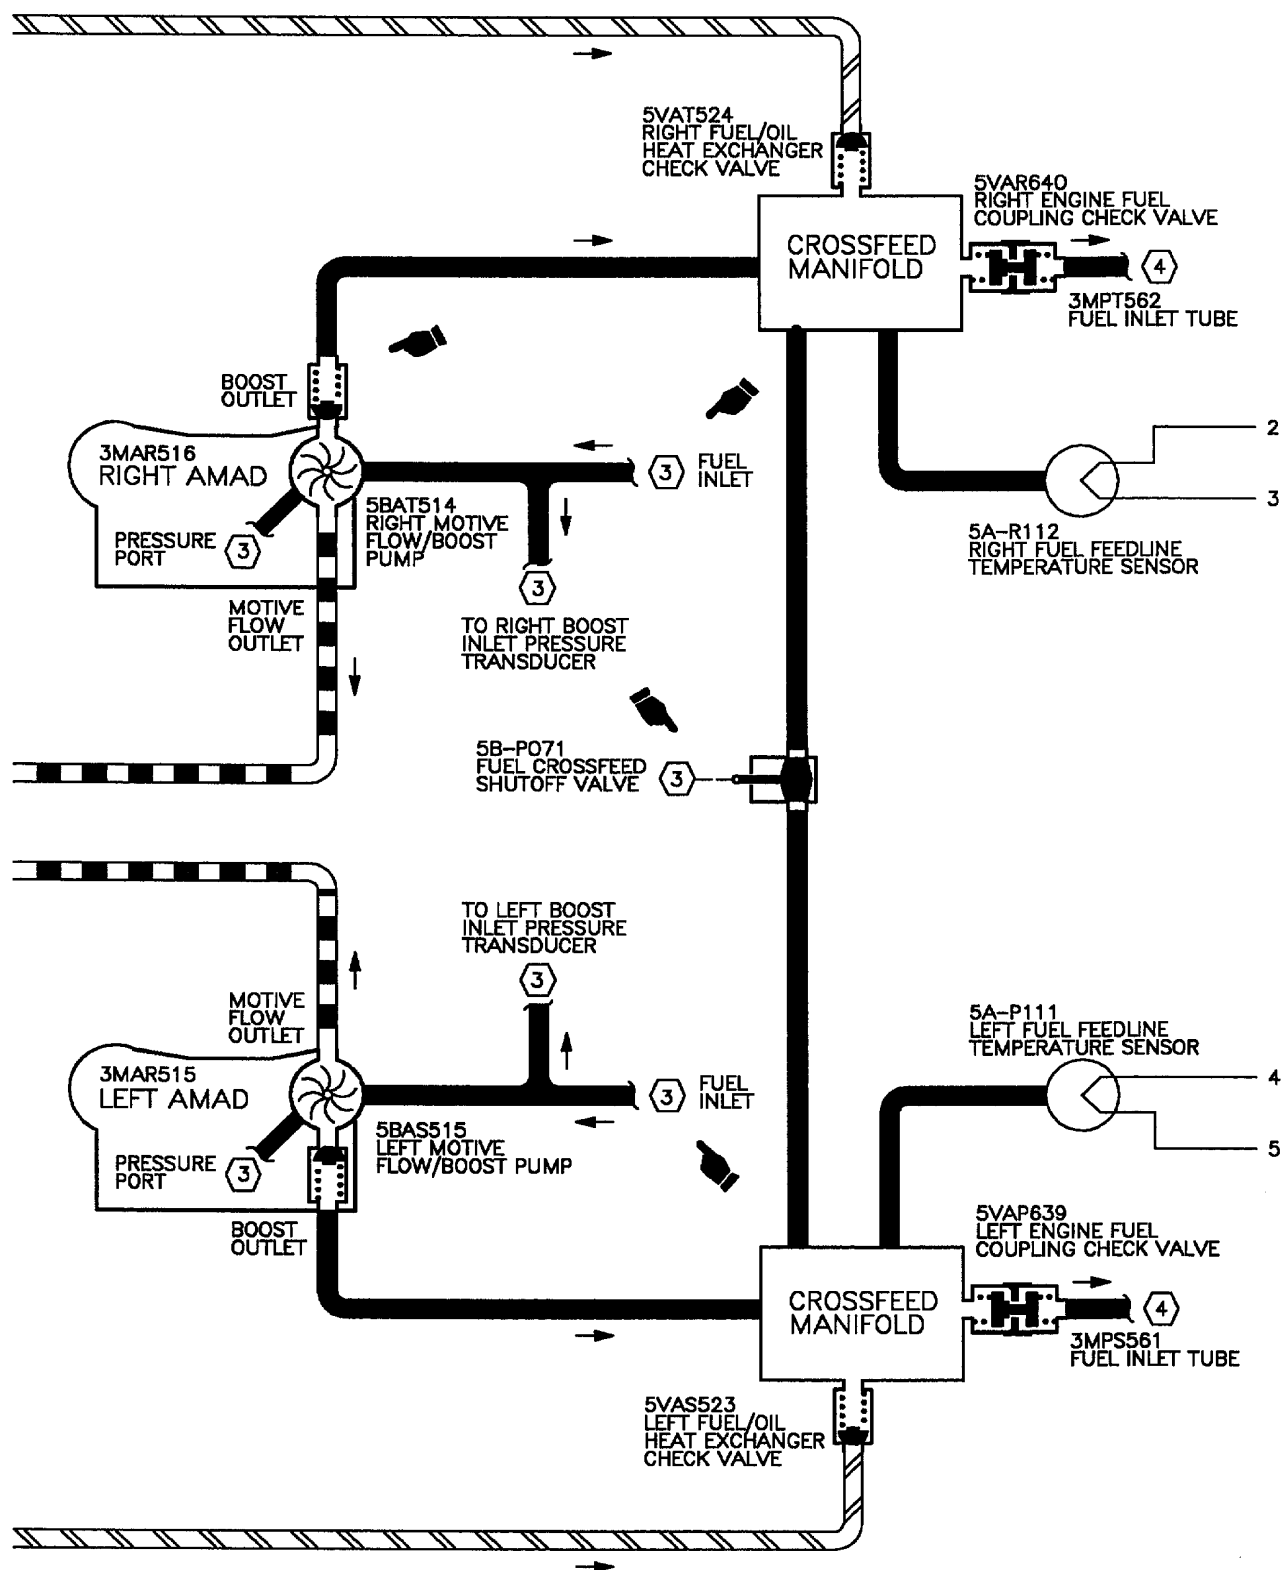 5VAT524
RIGHT FUEL/OIL
HEAT EXCHANGER
CHECK VALVE
5VAR640
RIGHT ENGINE FUEL
COUPLING CHECK VALVE
CROSSFEED
MANIFOLD
4
3MPT562
FUEL INLET TUBE
BOOST
OUTLET
3MAR516
RIGHT AMAD
3
FUEL
INLET
2
3
5BAT514
RIGHT MOTIVE
FLOW/BOOST
PUMP
PRESSURE
PORT
3
5A-R112
RIGHT FUEL FEEDLINE
TEMPERATURE SENSOR
3
MOTIVE
FLOW
OUTLET
TO RIGHT BOOST
INLET PRESSURE
TRANSDUCER
5B-P071
FUEL CROSSFEED
SHUTOFF VALVE
3
TO LEFT BOOST
INLET PRESSURE
TRANSDUCER
3
MOTIVE
FLOW
OUTLET
5A-P111
LEFT FUEL FEEDLINE
TEMPERATURE SENSOR
3MAR515
LEFT AMAD
3
FUEL
INLET
4
5
5BAS515
LEFT MOTIVE
FLOW/BOOST PUMP
PRESSURE
PORT
3
BOOST
OUTLET
5VAP639
LEFT ENGINE FUEL
COUPLING CHECK VALVE
CROSSFEED
MANIFOLD
4
3MPS561
FUEL INLET TUBE
5VAS523
LEFT FUEL/OIL
HEAT EXCHANGER
CHECK VALVE